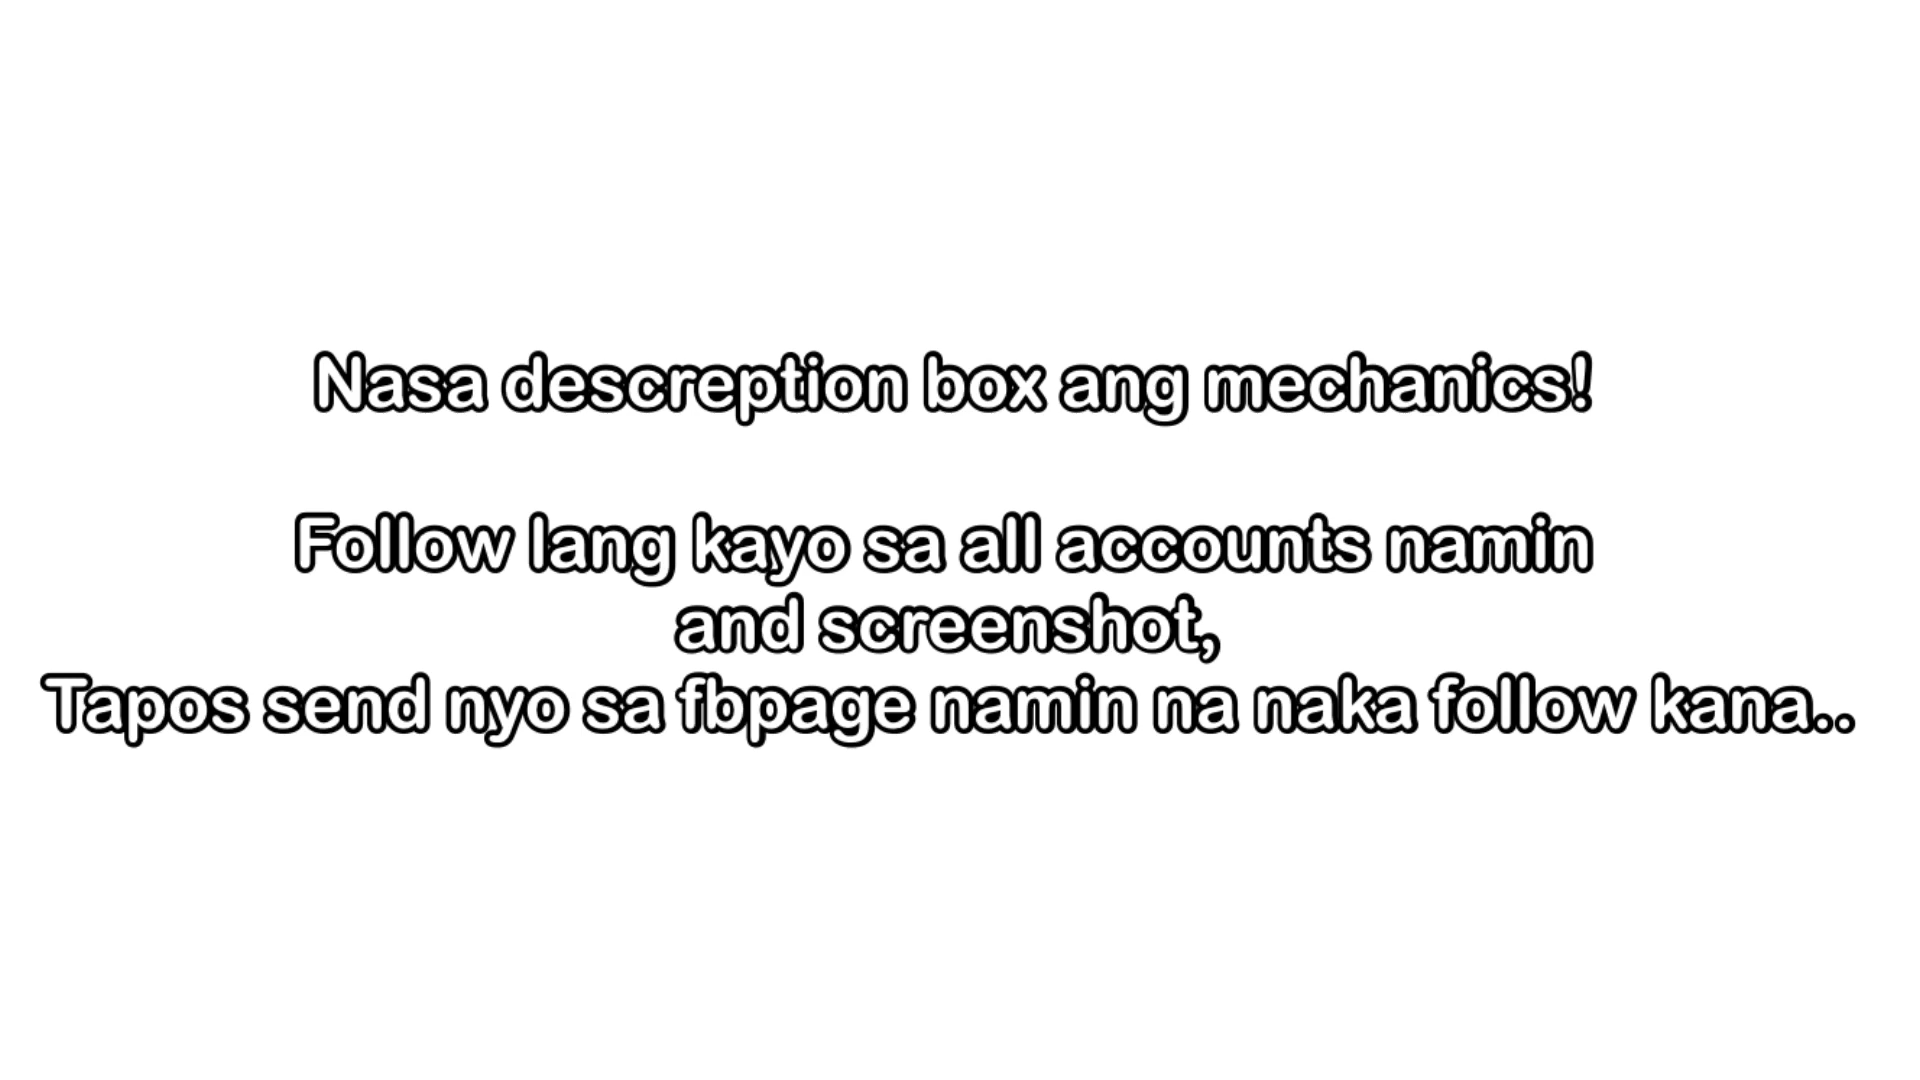 Nasa descreption box ang mechanics!
Follow lang kayo sa all accounts namin
and screenshot,
Tapos send nyo sa fbpage namin na naka follow kana..